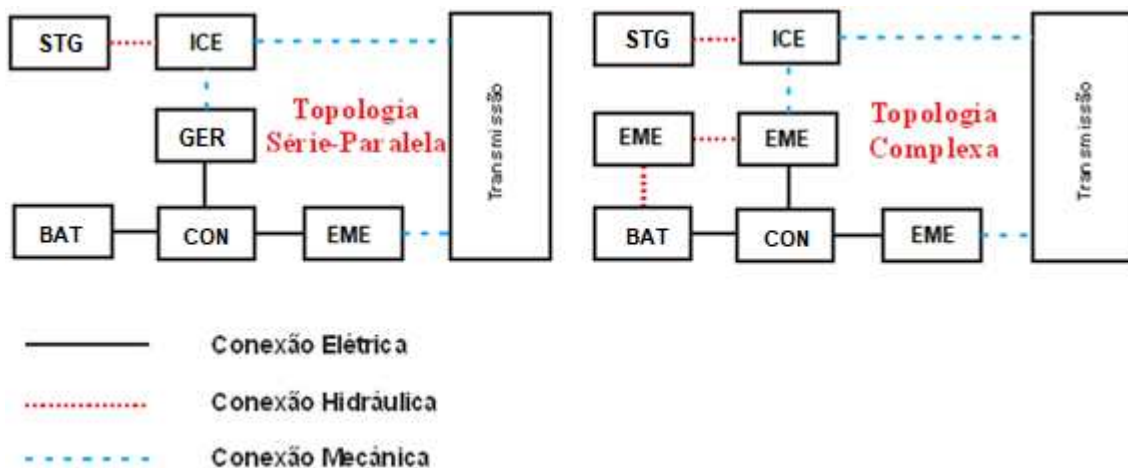 STG
ICE
GER
Topologia
Série-Paralela
BAT
CON
EME
Transmissão
STG
ICE
EME
EME
Topologia
Complexa
BAT
CON
EME
Transmissão
Conexão Elétrica
Conexão Hidráulica
Conexão Mecánica